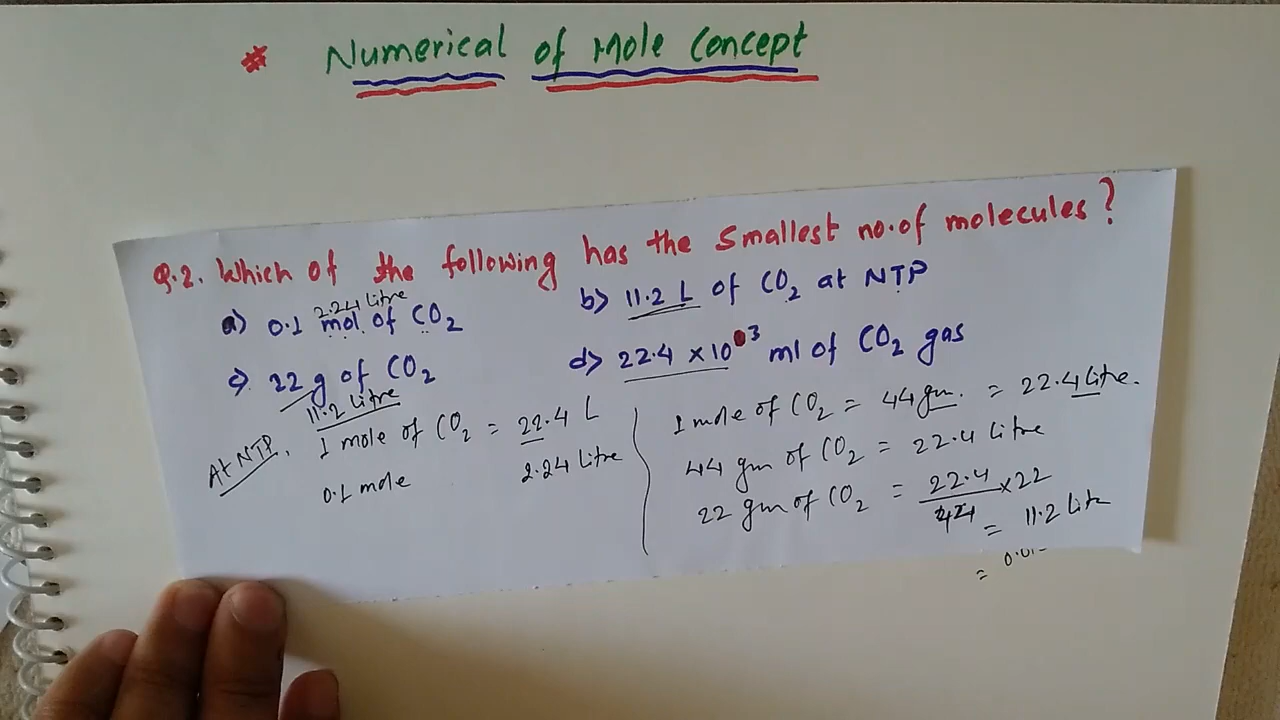 * Numerical of Mole Concept
Q.2. Which of the following has the smallest no. of molecules?
2.24 Litre
a) 0.1 mol of CO₂
b) 11.2 L of CO₂ at NTP
c) 22 g of CO₂
d) 22.4 × 10³ ml of CO₂ gas
11.2 Litre
At NTP, 1 mole of CO₂ = 22.4 L
0.1 mole 2.24 Litre
1 mole of CO₂ = 44 gm. = 22.4 Litre.
44 gm of CO₂ = 22.4 Litre
22 gm of CO₂ = 22.4/44 × 22
= 11.2 Litre
=